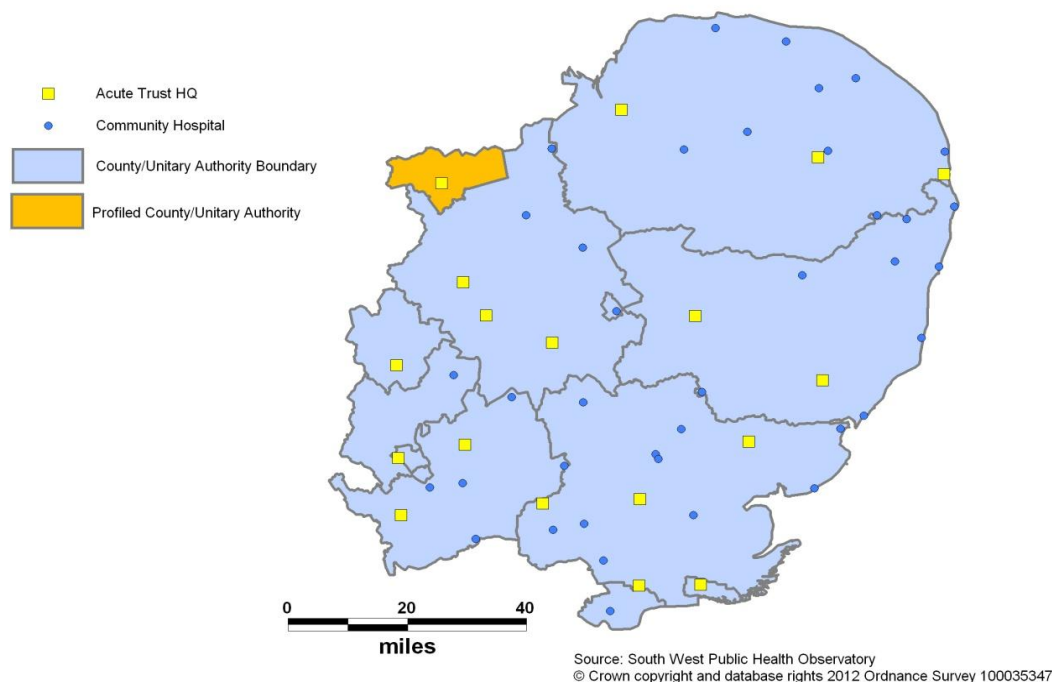 Acute Trust HQ
Community Hospital
County/Unitary Authority Boundary
Profiled County/Unitary Authority
0 20 40
miles
Source: South West Public Health Observatory
© Crown copyright and database rights 2012 Ordnance Survey 100035347